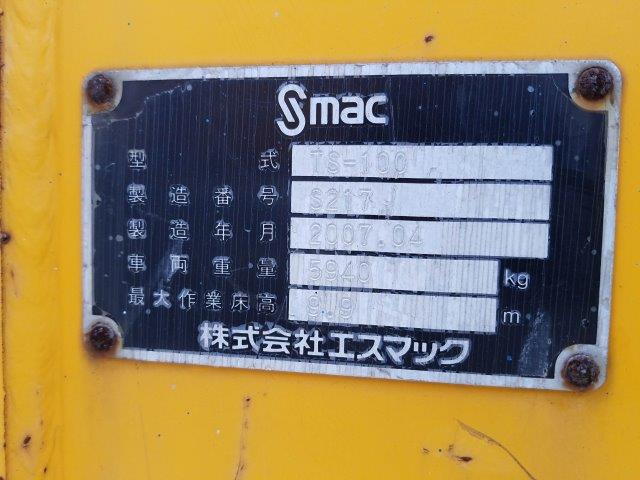 Smac
型式 TS-100
製造番号 S217
製造年月 2007.04
車両重量 5940 kg
最大作業床高 9.9 m
株式会社エスマック